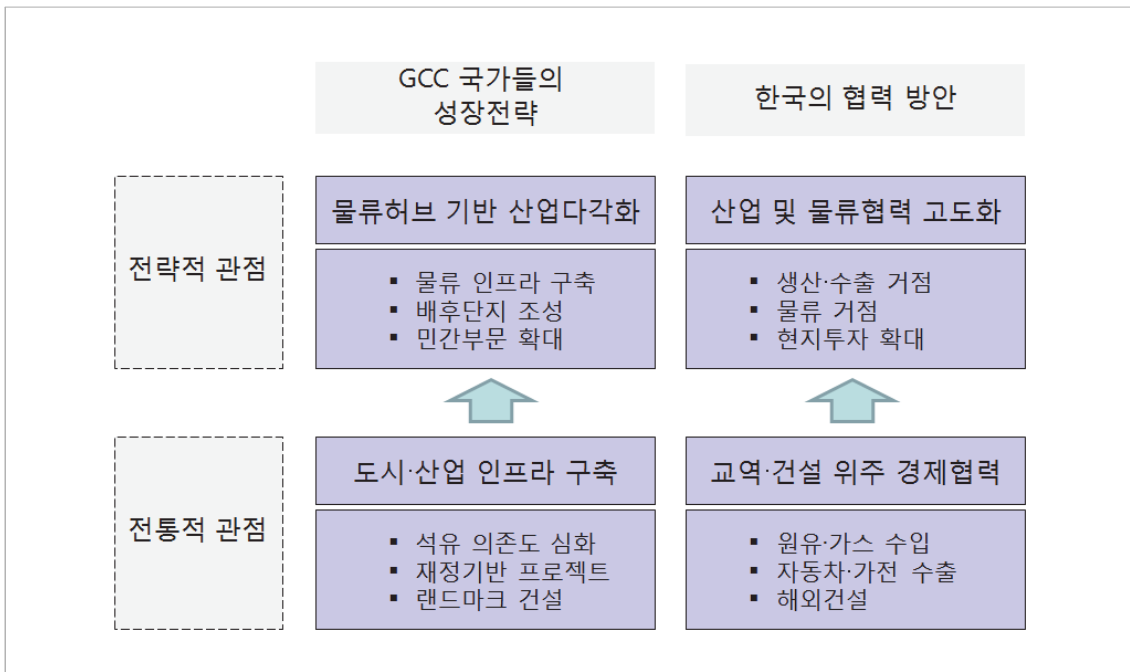 GCC 국가들의
성장전략
한국의 협력 방안
전략적 관점
물류허브 기반 산업다각화
▪ 물류 인프라 구축
▪ 배후단지 조성
▪ 민간부문 확대
산업 및 물류협력 고도화
▪ 생산·수출 거점
▪ 물류 거점
▪ 현지투자 확대
전통적 관점
도시·산업 인프라 구축
▪ 석유 의존도 심화
▪ 재정기반 프로젝트
▪ 랜드마크 건설
교역·건설 위주 경제협력
▪ 원유·가스 수입
▪ 자동차·가전 수출
▪ 해외건설